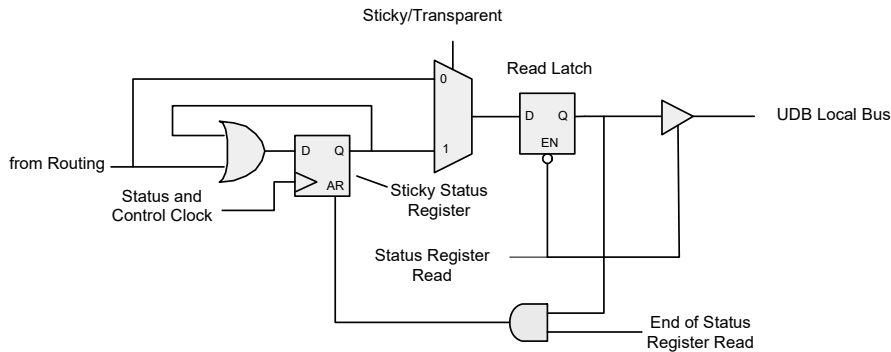 Sticky/Transparent
0
Read Latch
D
Q
EN
UDB Local Bus
1
from Routing
D
Q
AR
Sticky Status
Register
Status and
Control Clock
Status Register
Read
End of Status
Register Read